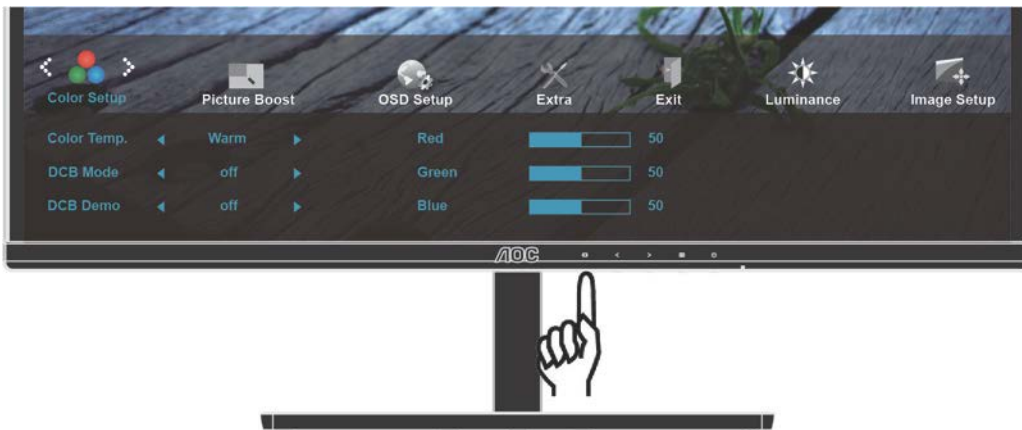 Color Setup Picture Boost OSD Setup Extra Exit Luminance Image Setup
Color Temp. Warm Red 50
DCB Mode off Green 50
DCB Demo off Blue 50
AOC